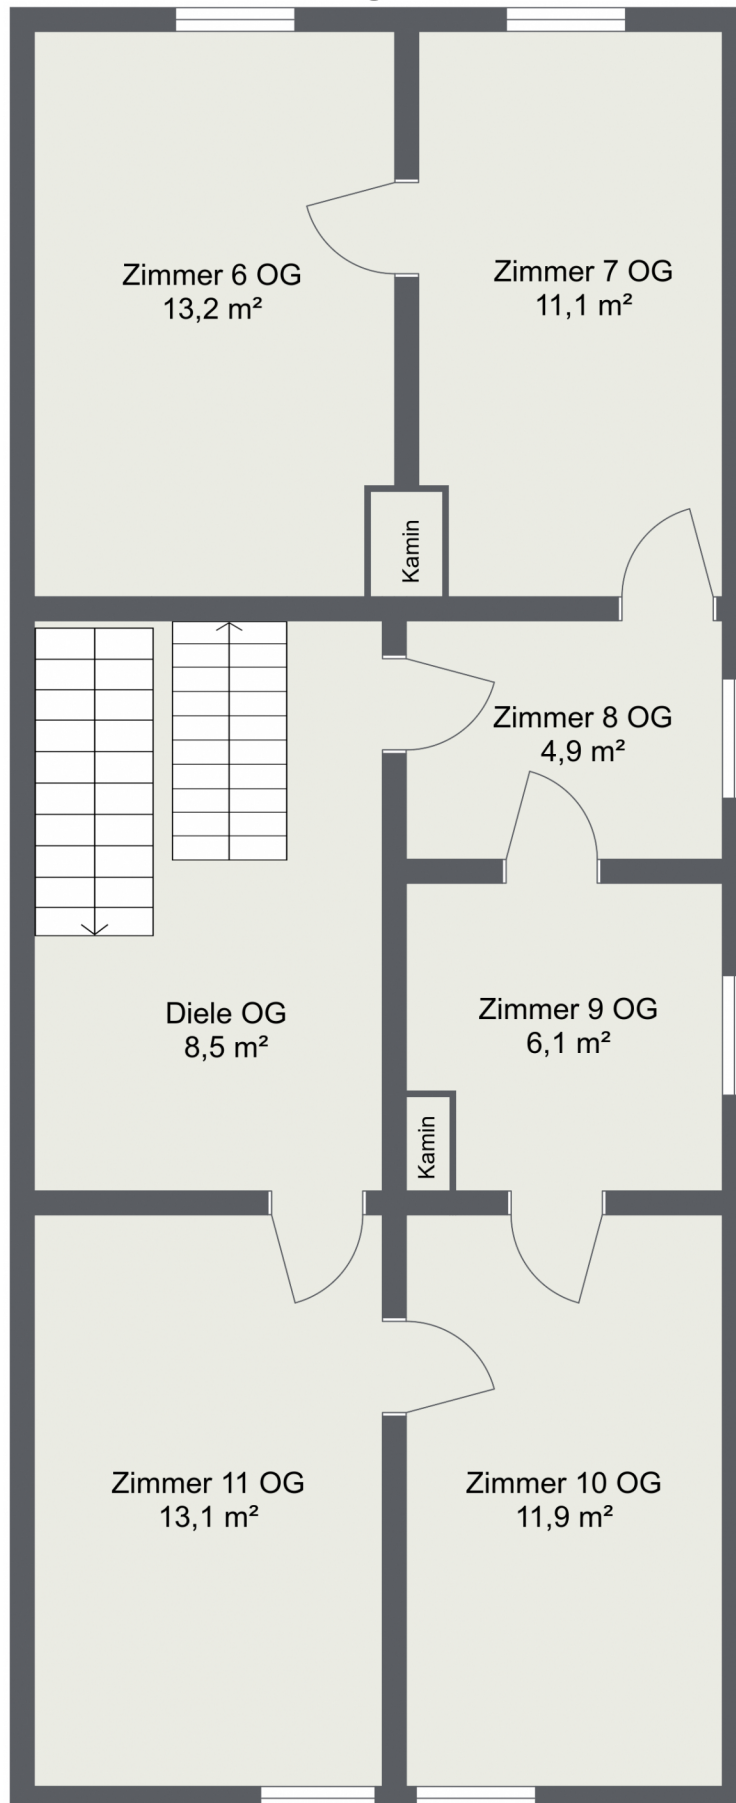 Zimmer 6 OG
13,2 m²
Zimmer 7 OG
11,1 m²
Kamin
Zimmer 8 OG
4,9 m²
Diele OG
8,5 m²
Zimmer 9 OG
6,1 m²
Kamin
Zimmer 11 OG
13,1 m²
Zimmer 10 OG
11,9 m²